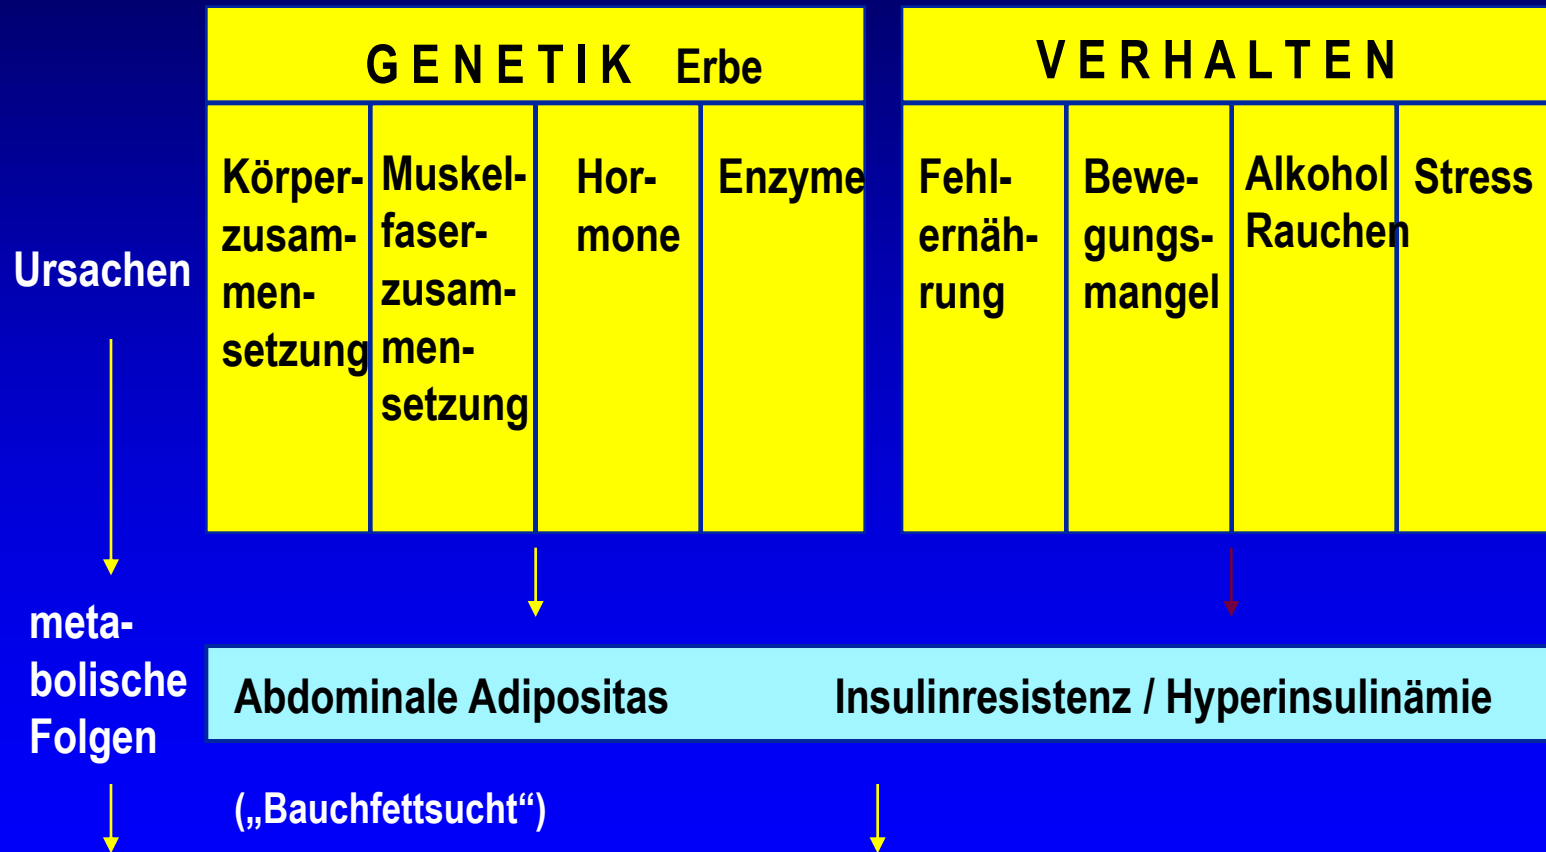 GENETIK Erbe
VERHALTEN
Ursachen
Körper-
zusam-
men-
setzung
Muskel-
faser-
zusam-
men-
setzung
Hor-
mone
Enzyme
Fehl-
ernäh-
rung
Bewe-
gungs-
mangel
Alkohol
Rauchen
Stress
meta-
bolische
Folgen
Abdominale Adipositas
Insulinresistenz / Hyperinsulinämie
(„Bauchfettsucht“)